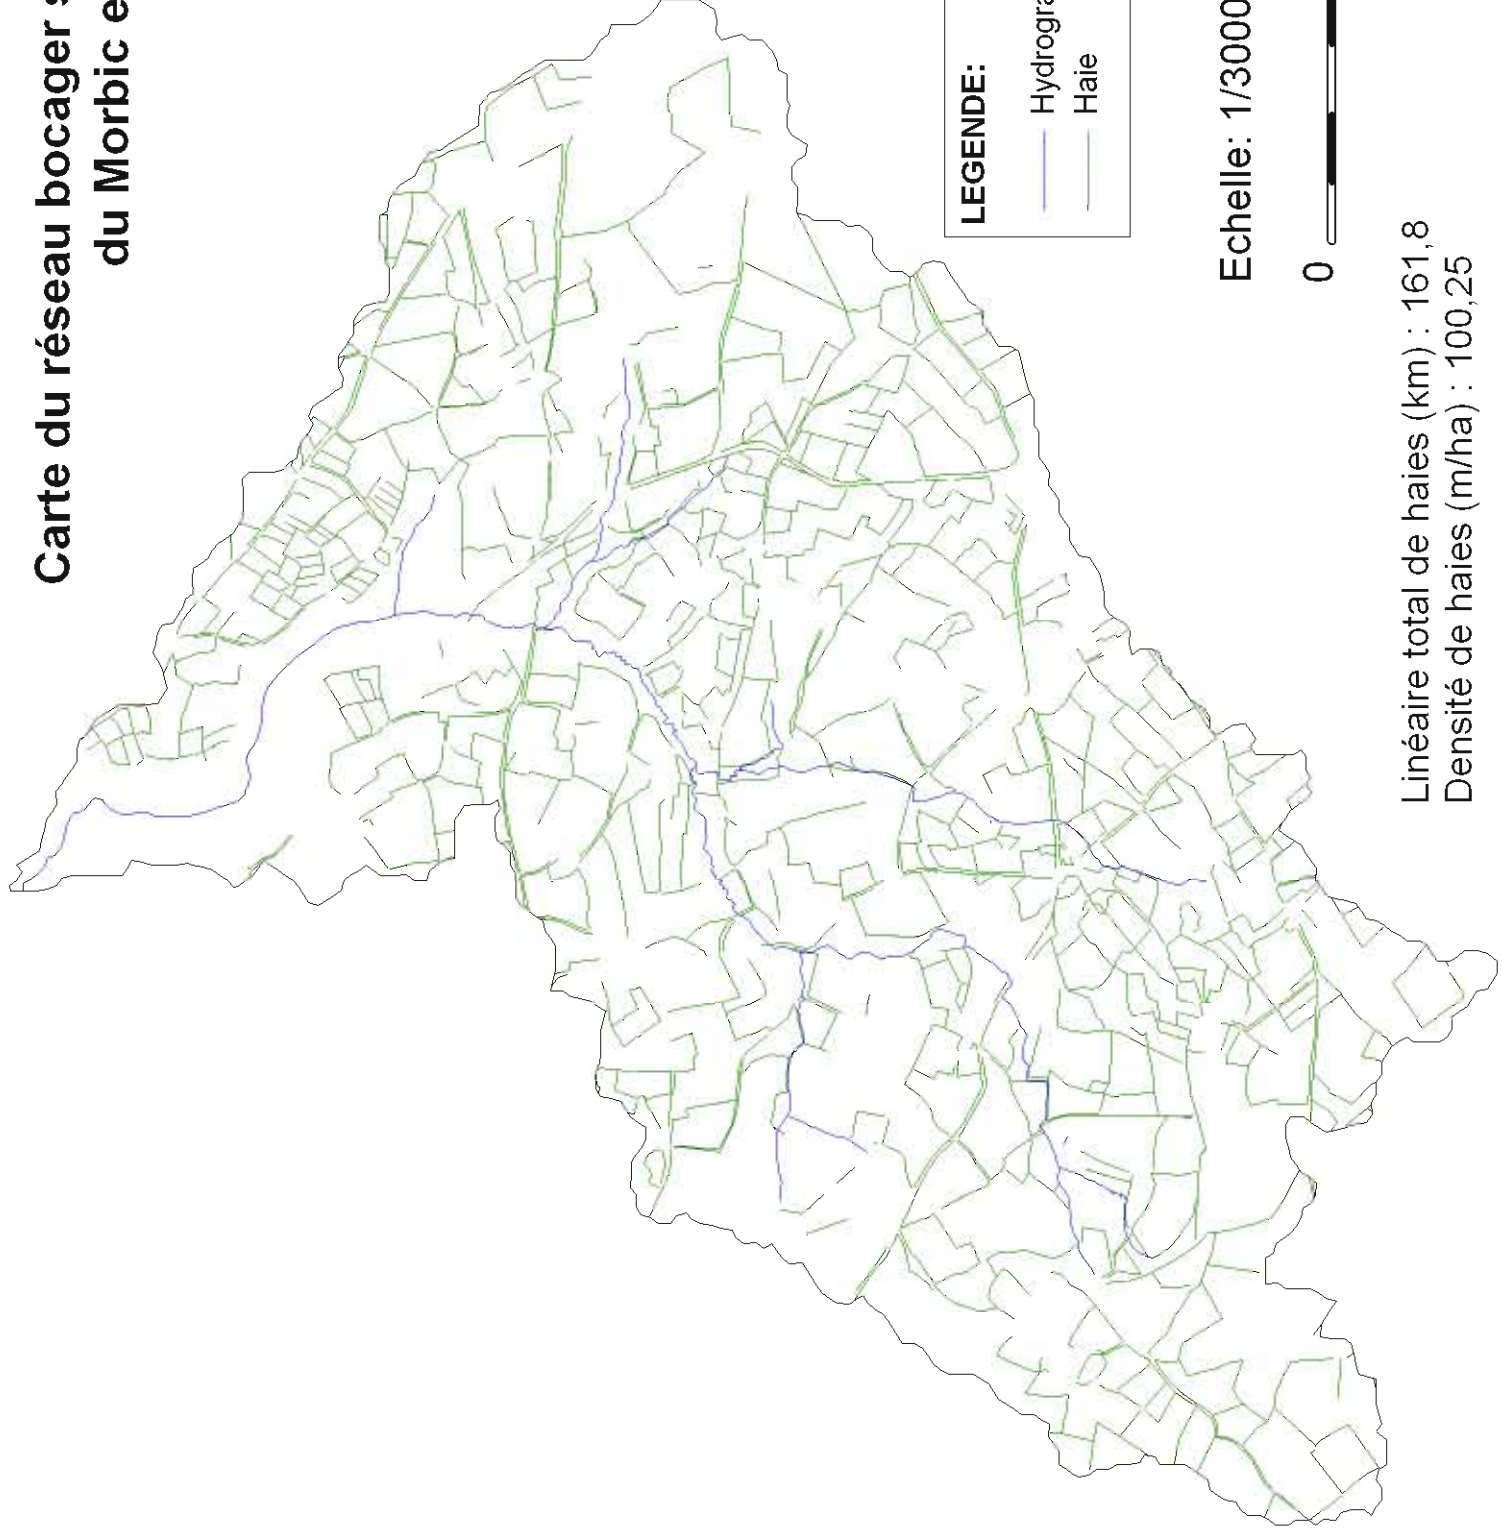 Carte du réseau bocager
du Morbic
LEGENDE:
Haie
Echelle: 1/3000
0
Linéaire total de haies (km) : 161,8
Densité de haies (m/ha) : 100,25